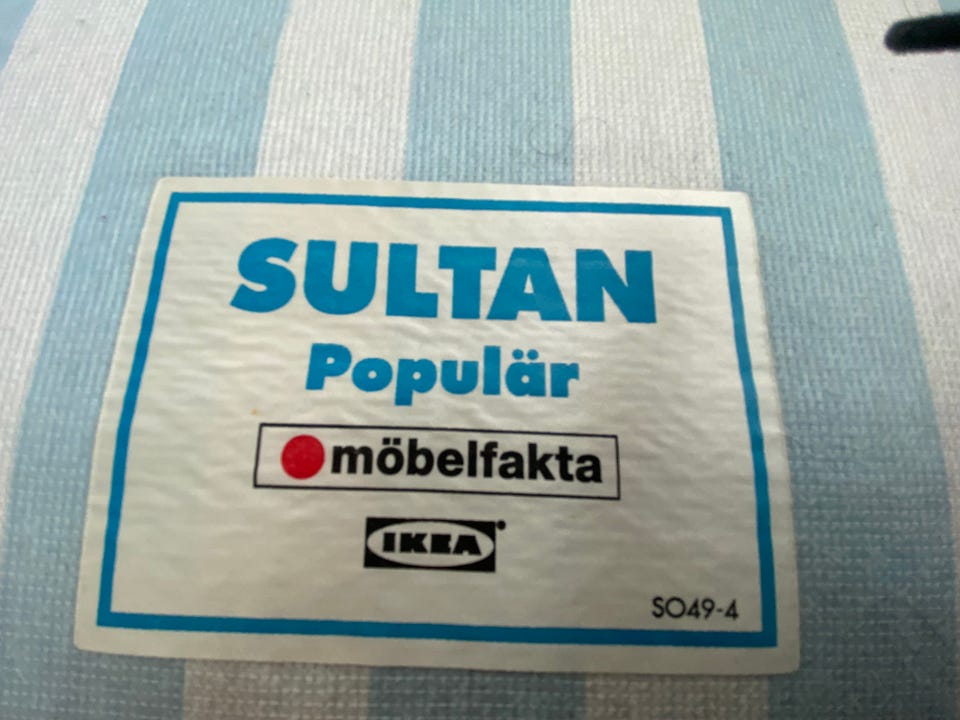 SULTAN
Populär
möbelfakta
IKEA
SO49-4